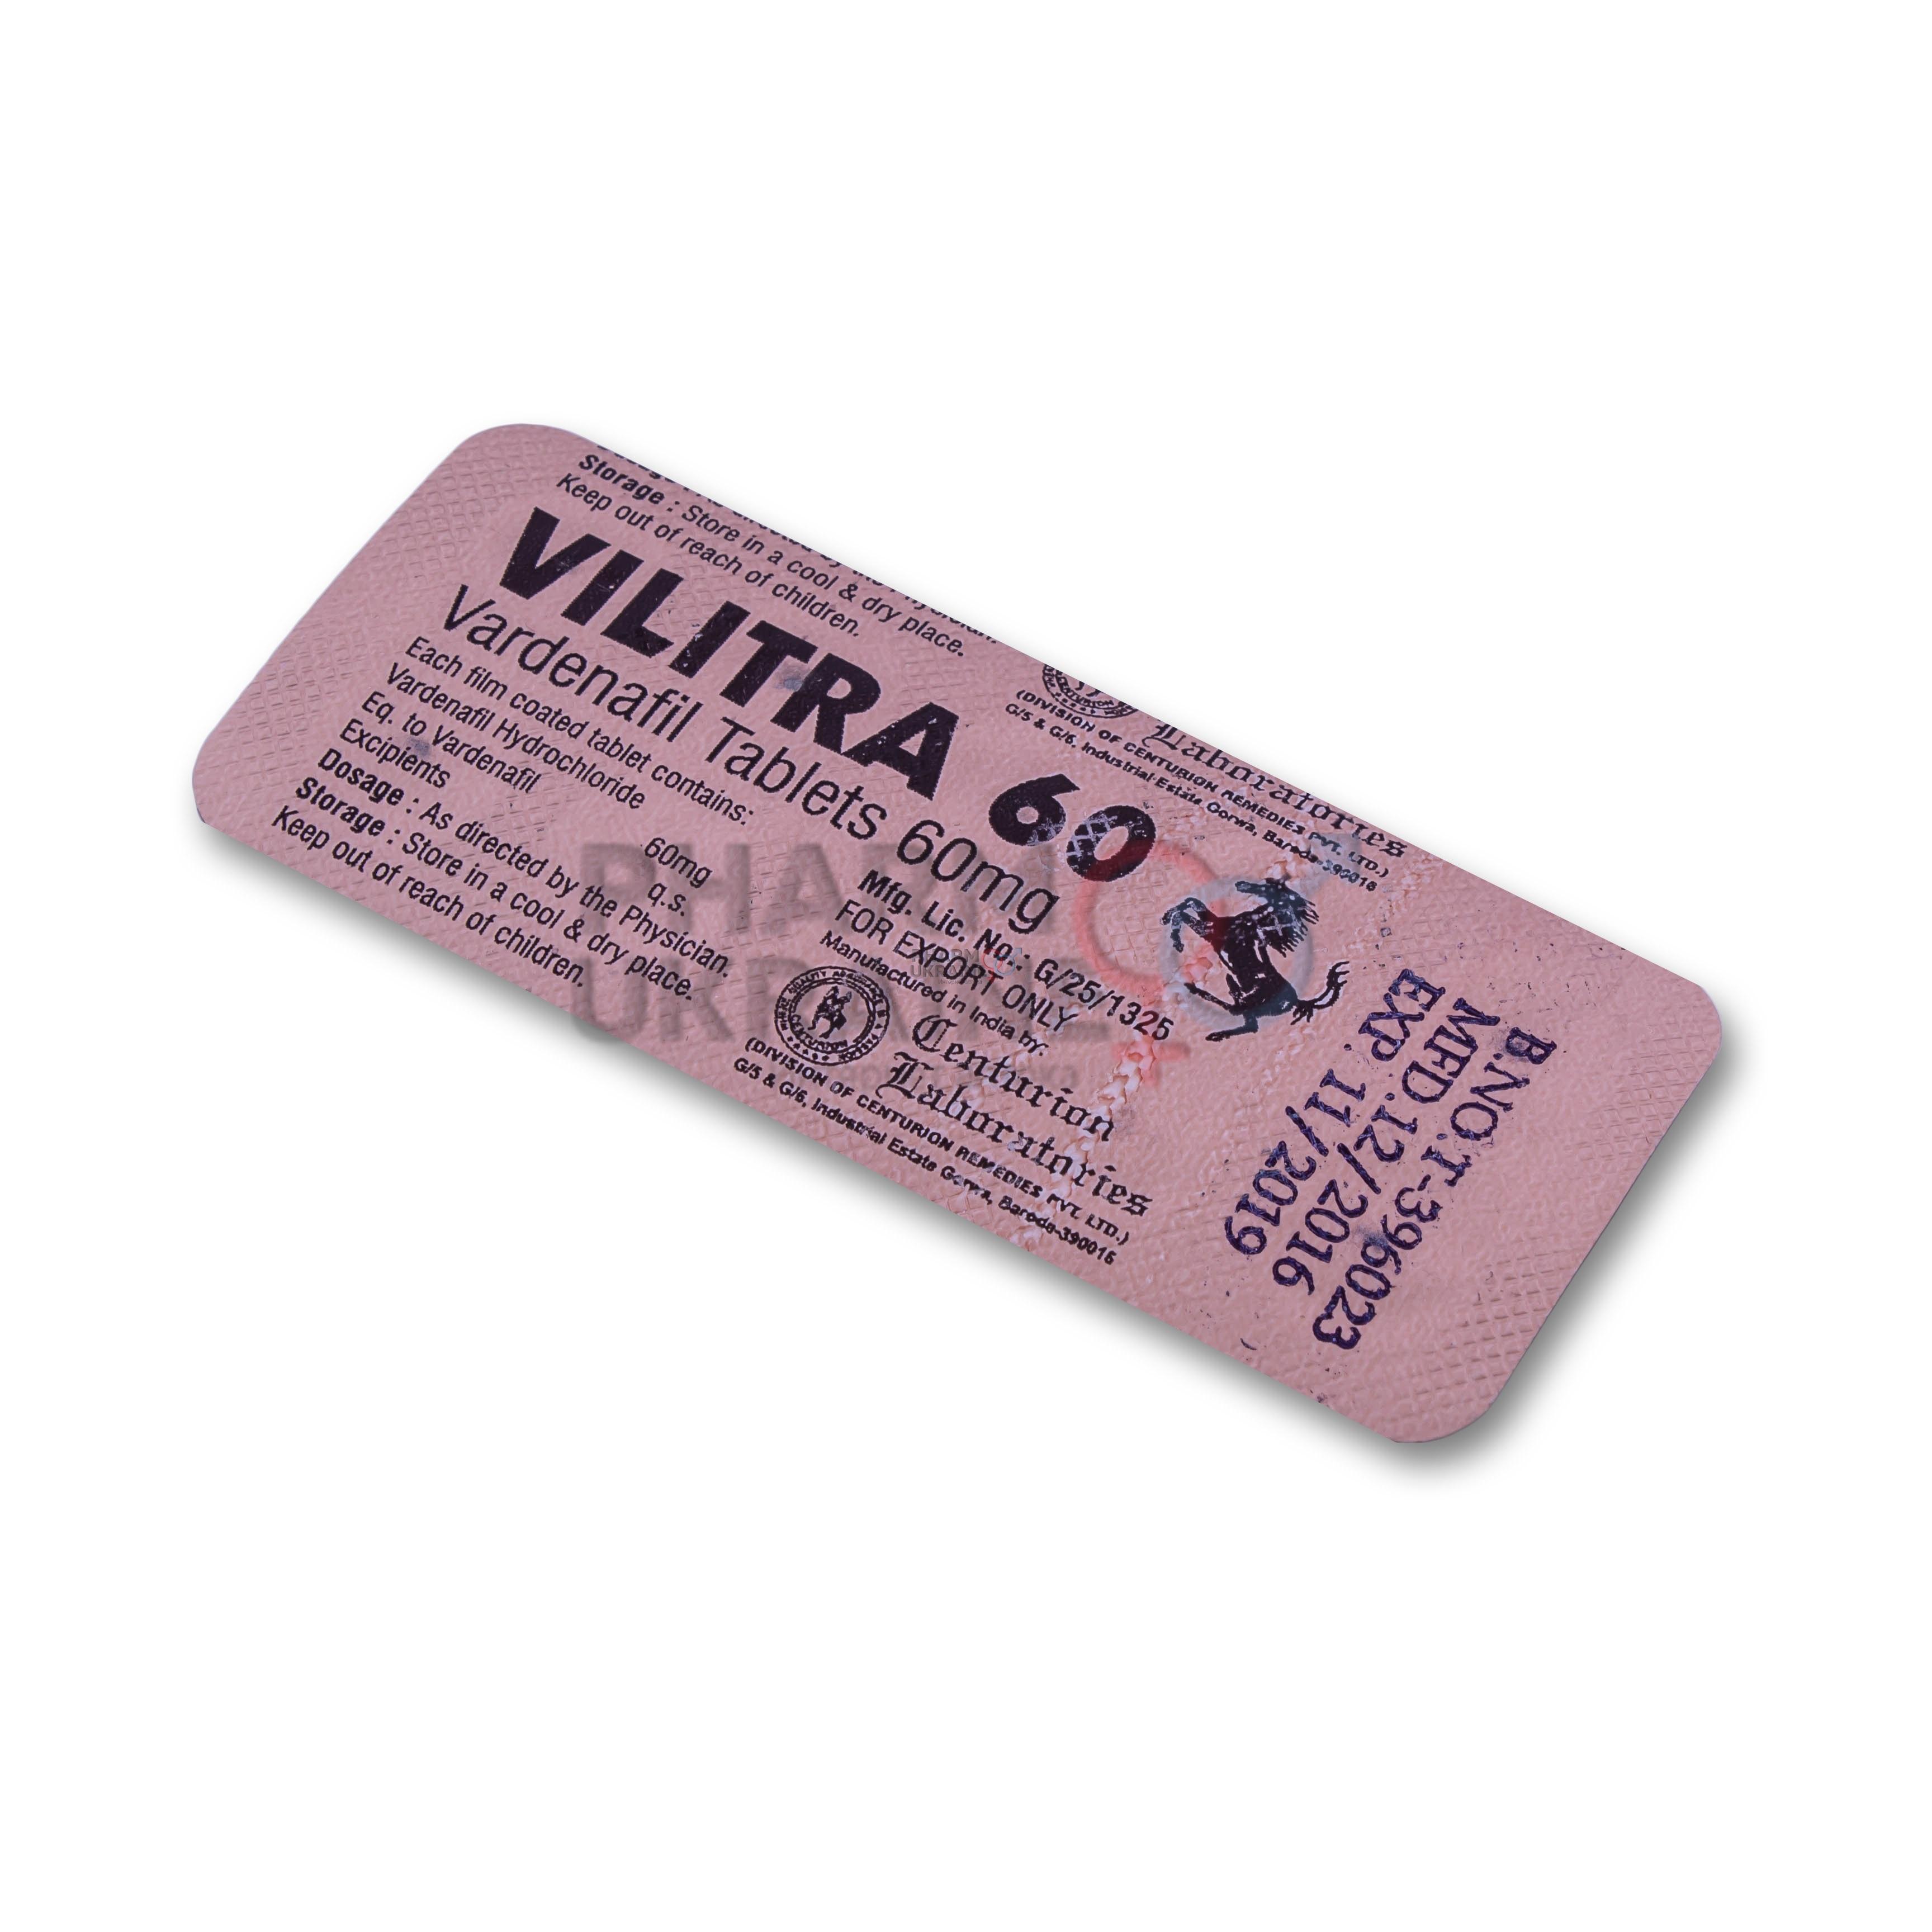 Storage : Store in a cool & dry place.
Keep out of reach of children.
Laboratories
(DIVISION OF CENTURION REMEDIES PVT. LTD.)
G/5 & G/6, Industrial Estate Gorwa, Baroda-390016
VILITRA 60
Vardenafil Tablets 60mg
Each film coated tablet contains:
Vardenafil Hydrochloride
Eq. to Vardenafil 60mg
Excipients q.s.
Dosage : As directed by the Physician.
Storage : Store in a cool & dry place.
Keep out of reach of children.
Mfg. Lic. No.: G/25/1325
FOR EXPORT ONLY
Manufactured in India by:
Centurion
Laboratories
(DIVISION OF CENTURION REMEDIES PVT. LTD.)
G/5 & G/6, Industrial Estate Gorwa, Baroda-390016
B.NO.T-396023
MFD.12/2016
EXP. 11/2019
PHARM
UKRAINE